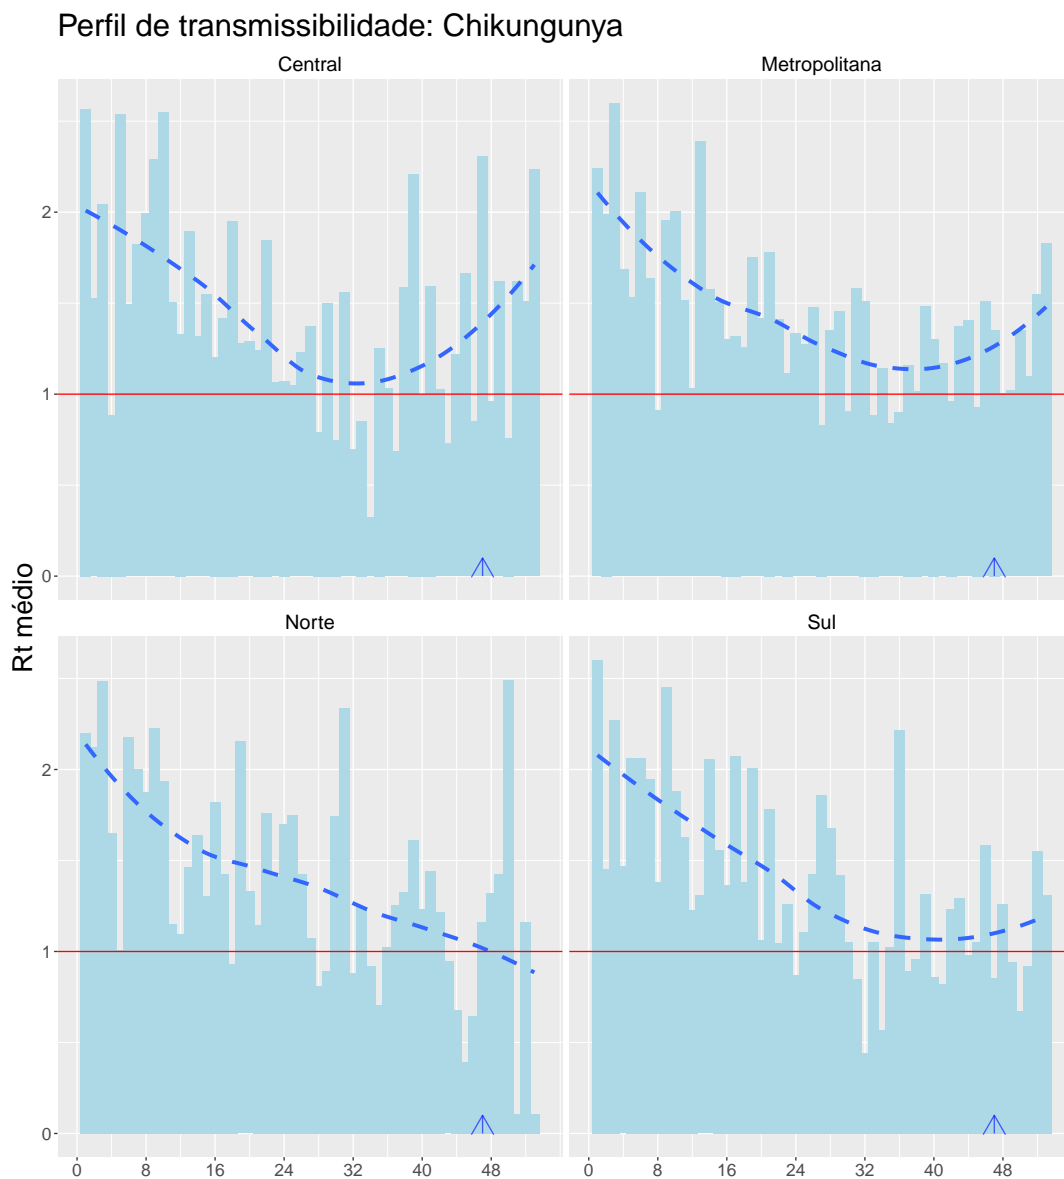 Perfil de transmissibilidade: Chikungunya
Central
Metropolitana
2
1
0
Rt médio
Norte
Sul
2
1
0
0 8 16 24 32 40 48
0 8 16 24 32 40 48